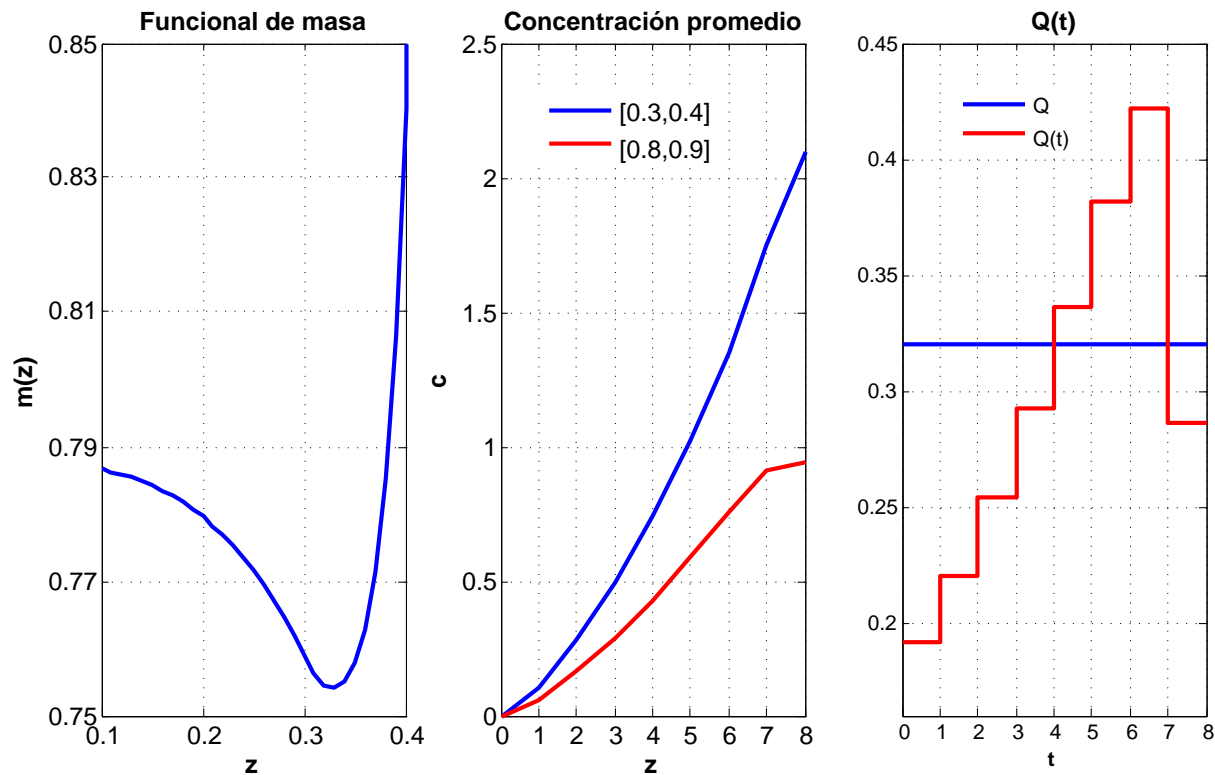 Funcional de masa
0.85
0.83
0.81
0.79
0.77
0.75
m(z)
0.1 0.2 0.3 0.4
z
Concentración promedio
2.5
2
1.5
1
0.5
0
c
[0.3,0.4]
[0.8,0.9]
0 1 2 3 4 5 6 7 8
z
Q(t)
0.45
0.4
0.35
0.3
0.25
0.2
Q
Q(t)
0 1 2 3 4 5 6 7 8
t